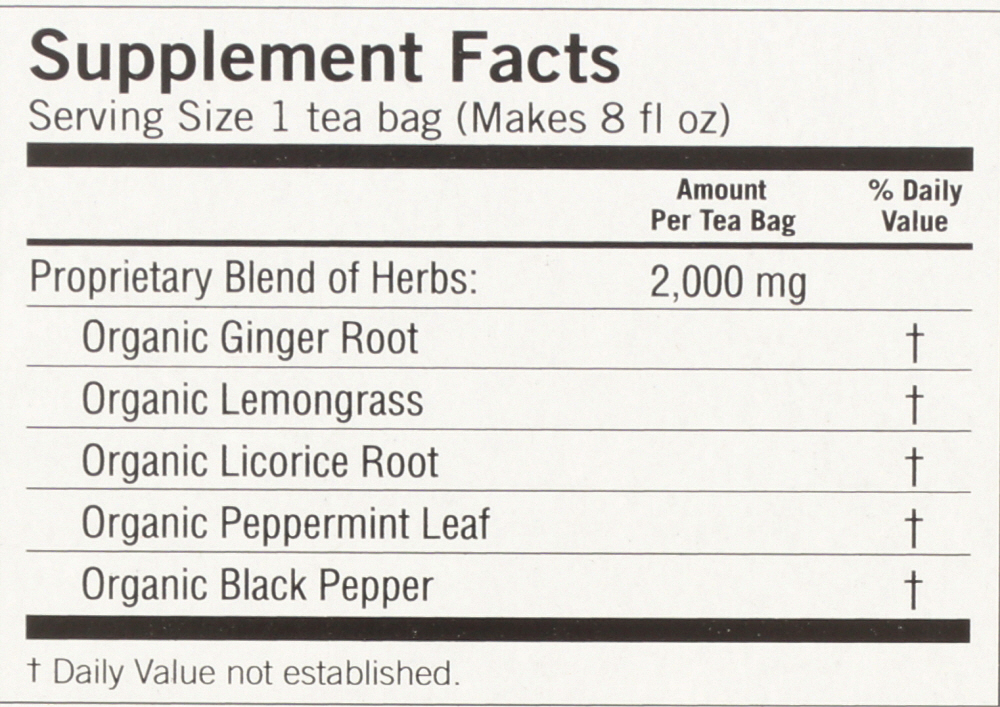 Supplement Facts
Serving Size 1 tea bag (Makes 8 fl oz)
Amount Per Tea Bag % Daily Value
Proprietary Blend of Herbs: 2,000 mg
Organic Ginger Root †
Organic Lemongrass †
Organic Licorice Root †
Organic Peppermint Leaf †
Organic Black Pepper †
† Daily Value not established.